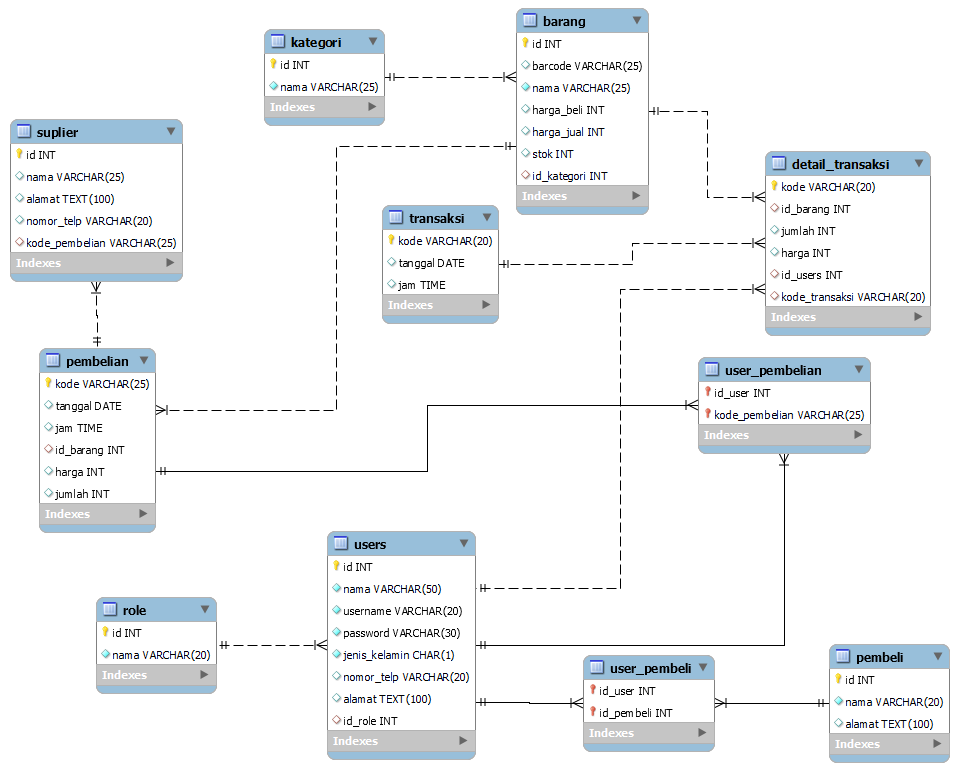 kategori
id INT
nama VARCHAR(25)
Indexes
barang
id INT
barcode VARCHAR(25)
nama VARCHAR(25)
harga_beli INT
harga_jual INT
stok INT
id_kategori INT
Indexes
suplier
id INT
nama VARCHAR(25)
alamat TEXT(100)
nomor_telp VARCHAR(20)
kode_pembelian VARCHAR(25)
Indexes
transaksi
kode VARCHAR(20)
tanggal DATE
jam TIME
Indexes
detail_transaksi
kode VARCHAR(20)
id_barang INT
jumlah INT
harga INT
id_users INT
kode_transaksi VARCHAR(20)
Indexes
pembelian
kode VARCHAR(25)
tanggal DATE
jam TIME
id_barang INT
harga INT
jumlah INT
Indexes
user_pembelian
id_user INT
kode_pembelian VARCHAR(25)
Indexes
users
id INT
nama VARCHAR(50)
username VARCHAR(20)
password VARCHAR(30)
jenis_kelamin CHAR(1)
nomor_telp VARCHAR(20)
alamat TEXT(100)
id_role INT
Indexes
role
id INT
nama VARCHAR(20)
Indexes
user_pembeli
id_user INT
id_pembeli INT
Indexes
pembeli
id INT
nama VARCHAR(20)
alamat TEXT(100)
Indexes